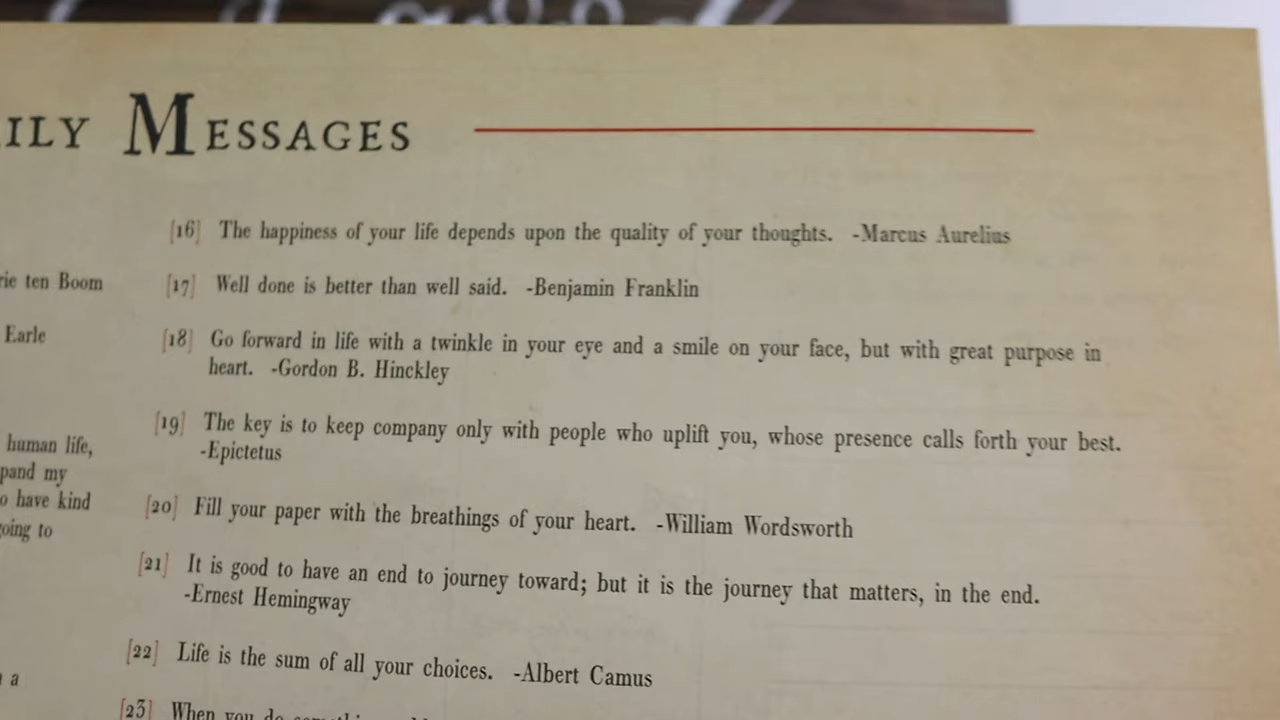 ILY MESSAGES
rie ten Boom
Earle
human life,
pand my
o have kind
oing to
a
[16] The happiness of your life depends upon the quality of your thoughts. -Marcus Aurelius
[17] Well done is better than well said. -Benjamin Franklin
[18] Go forward in life with a twinkle in your eye and a smile on your face, but with great purpose in
heart. -Gordon B. Hinckley
[19] The key is to keep company only with people who uplift you, whose presence calls forth your best.
-Epictetus
[20] Fill your paper with the breathings of your heart. -William Wordsworth
[21] It is good to have an end to journey toward; but it is the journey that matters, in the end.
-Ernest Hemingway
[22] Life is the sum of all your choices. -Albert Camus
[23] When you do